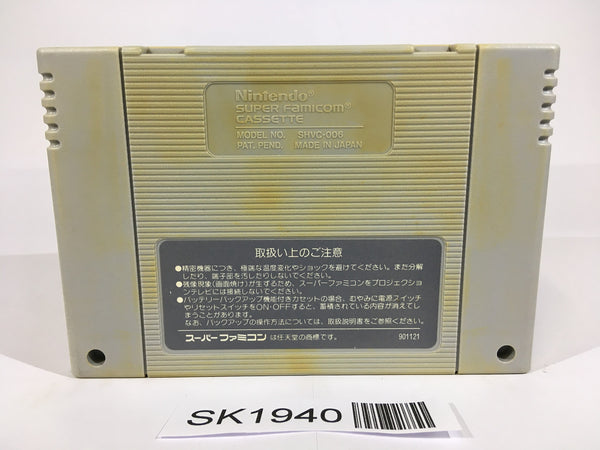 Nintendo®
SUPER FAMICOM®
CASSETTE
MODEL NO. SHVC-006
PAT. PEND. MADE IN JAPAN
取扱い上のご注意
●精密機器につき、極端な温度変化やショックを避けてください。また分解
したり、端子部を汚したりしないでください。
●残像現象(画面焼け)が生ずるため、スーパーファミコンをプロジェクショ
ンテレビには接続しないでください。
●バッテリーバックアップ機能付きカセットの場合、むやみに電源スイッチ
やリセットスイッチをON・OFFすると、蓄積されている内容が消えてし
まうことがあります。
なお、バックアップの操作方法については、取扱説明書をご参照ください。
スーパーファミコン は任天堂の商標です。 901121
SK1940